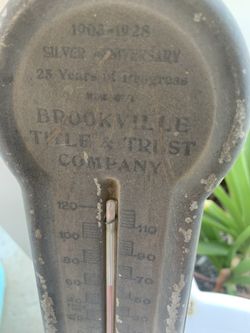 1903-1928
SILVER ANNIVERSARY
25 Years of Progress
BROOKVILLE
TITLE & TRUST
COMPANY
120
110
100
90
80
70
60